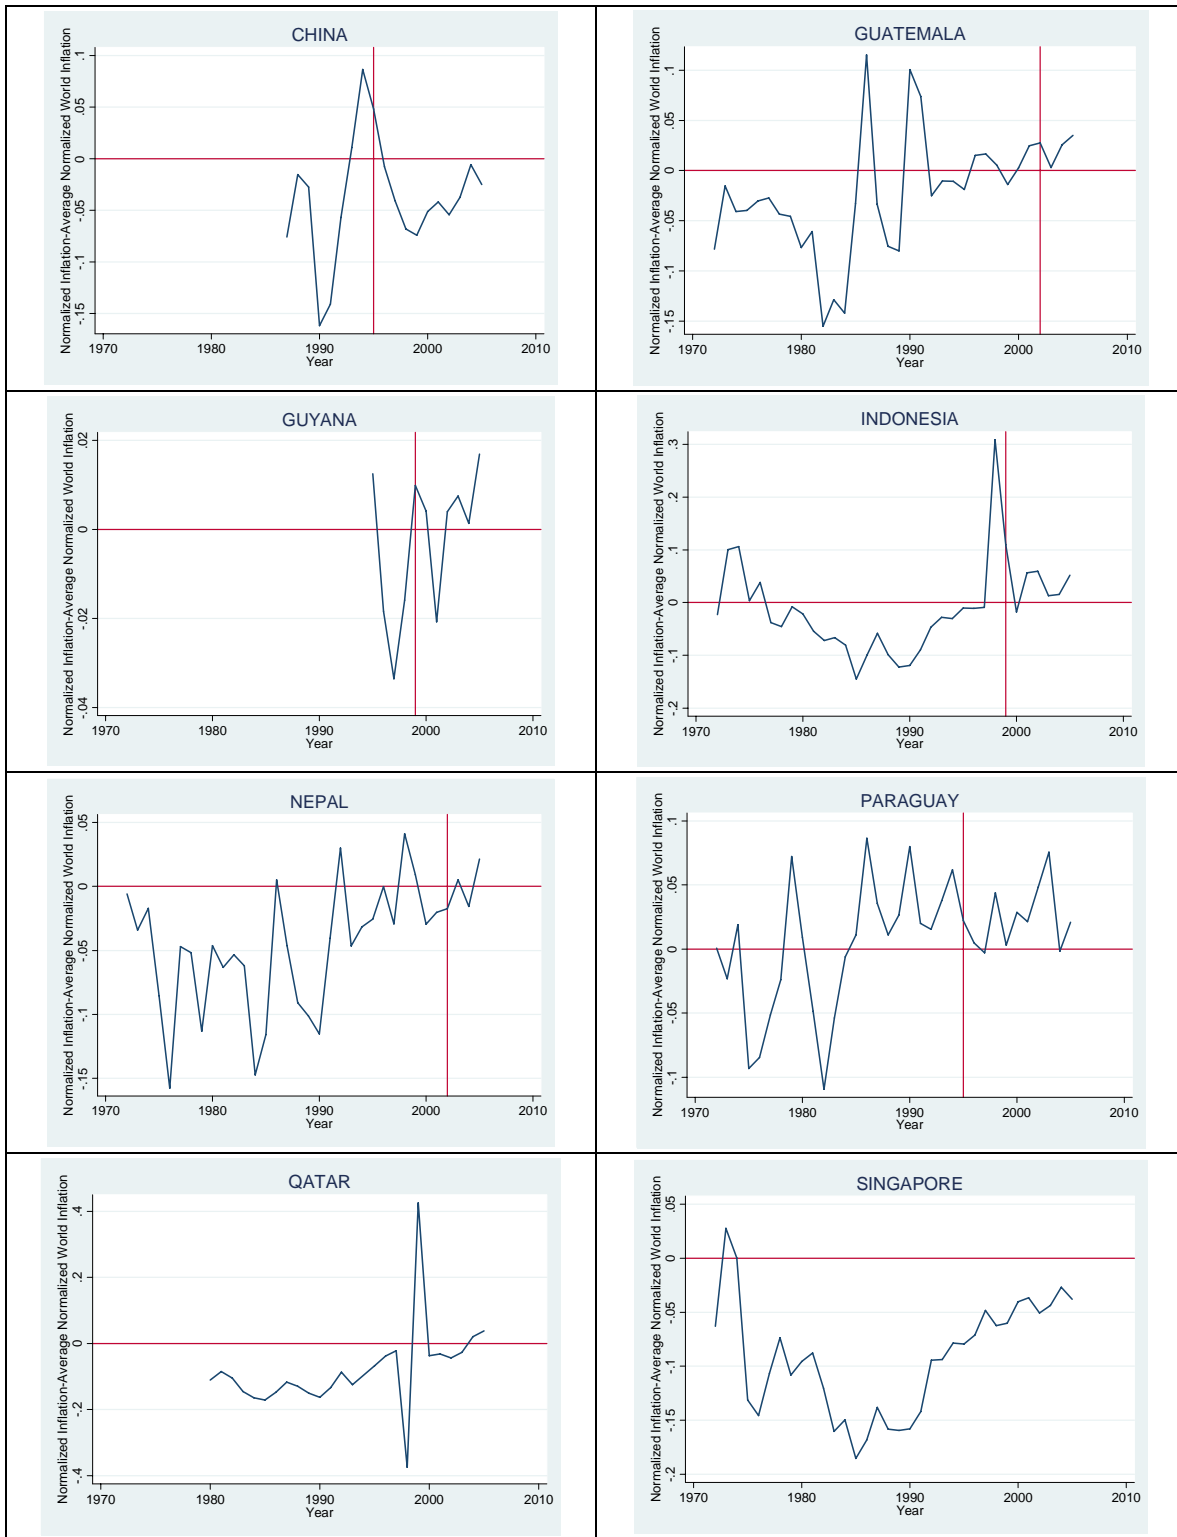 CHINA
Normalized Inflation-Average Normalized World Inflation
.1
.05
0
-.05
-.1
-.15
1970 1980 1990 2000 2010
Year
GUATEMALA
Normalized Inflation-Average Normalized World Inflation
.1
.05
0
-.05
-.1
-.15
1970 1980 1990 2000 2010
Year
GUYANA
Normalized Inflation-Average Normalized World Inflation
.02
0
-.02
-.04
1970 1980 1990 2000 2010
Year
INDONESIA
Normalized Inflation-Average Normalized World Inflation
.3
.2
.1
0
-.1
-.2
1970 1980 1990 2000 2010
Year
NEPAL
Normalized Inflation-Average Normalized World Inflation
.05
0
-.05
-.1
-.15
1970 1980 1990 2000 2010
Year
PARAGUAY
Normalized Inflation-Average Normalized World Inflation
.1
.05
0
-.05
-.1
1970 1980 1990 2000 2010
Year
QATAR
Normalized Inflation-Average Normalized World Inflation
.4
.2
0
-.2
-.4
1970 1980 1990 2000 2010
Year
SINGAPORE
Normalized Inflation-Average Normalized World Inflation
.05
0
-.05
-.1
-.15
-.2
1970 1980 1990 2000 2010
Year